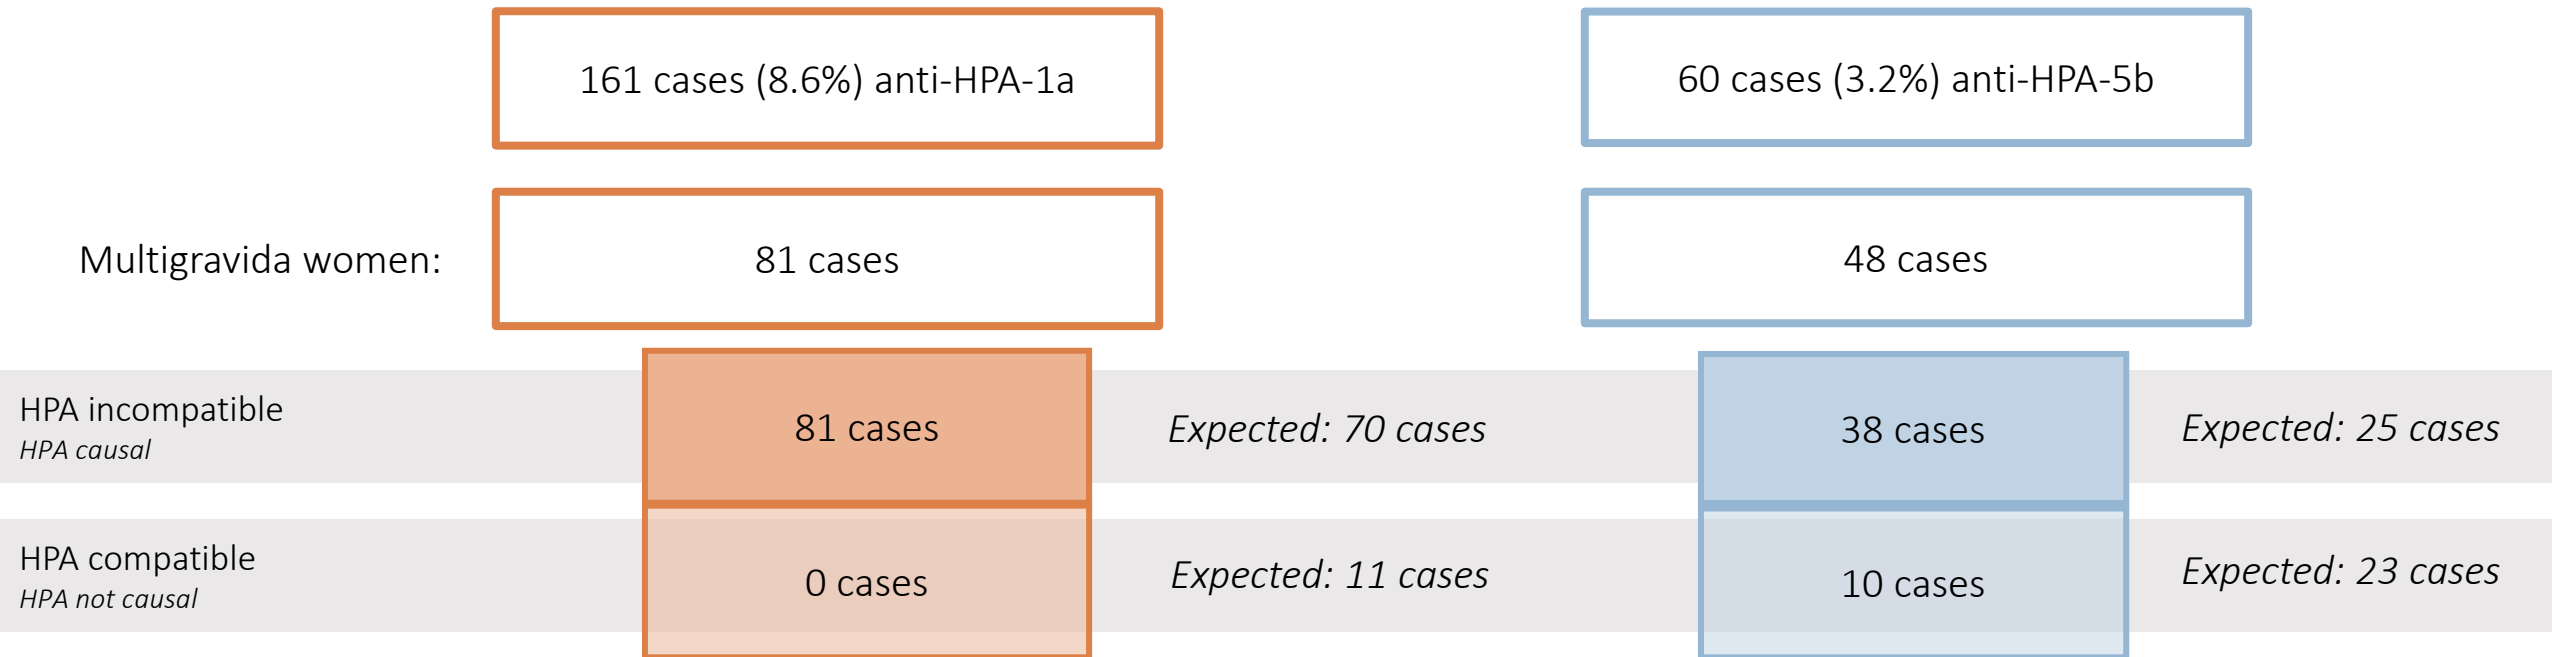 161 cases (8.6%) anti-HPA-1a
60 cases (3.2%) anti-HPA-5b
Multigravida women:
81 cases
48 cases
HPA incompatible
HPA causal
81 cases
Expected: 70 cases
38 cases
Expected: 25 cases
HPA compatible
HPA not causal
0 cases
Expected: 11 cases
10 cases
Expected: 23 cases